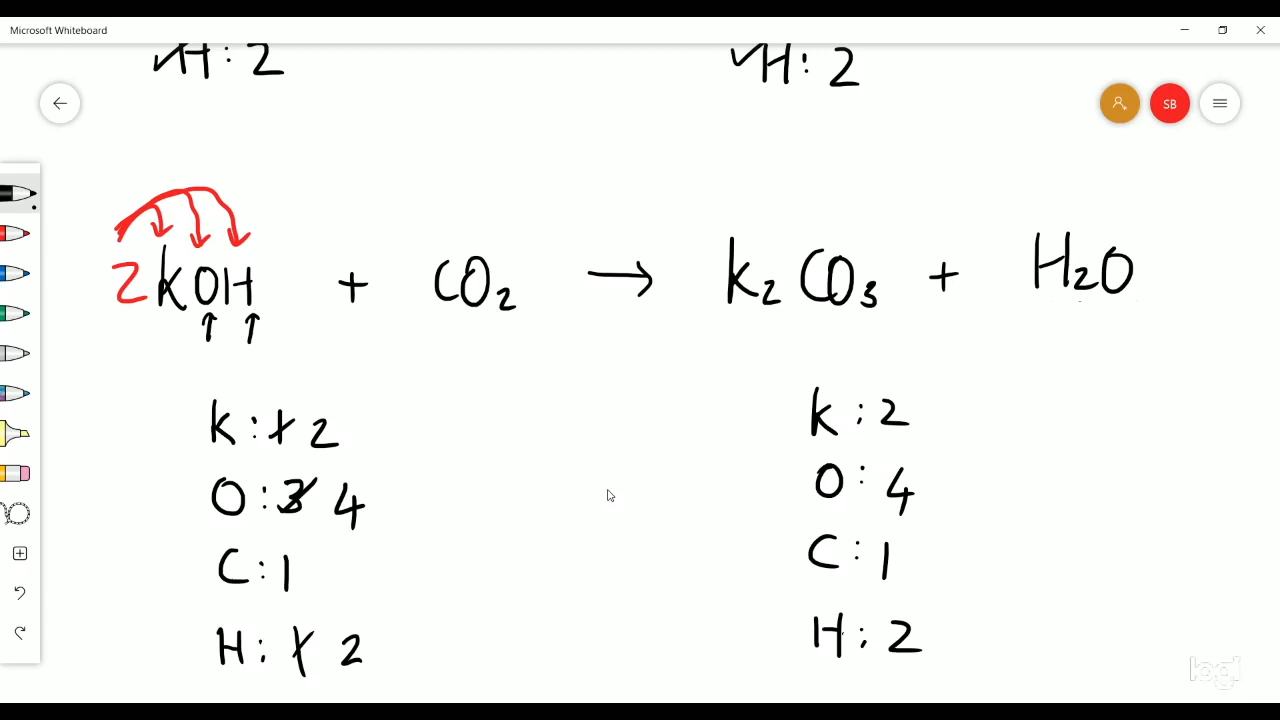 Microsoft Whiteboard
H : 2 H : 2
SB
2KOH + CO₂ → K₂CO₃ + H₂O
K : 1 2 K : 2
O : 3 4 O : 4
C : 1 C : 1
H : 1 2 H : 2
logi